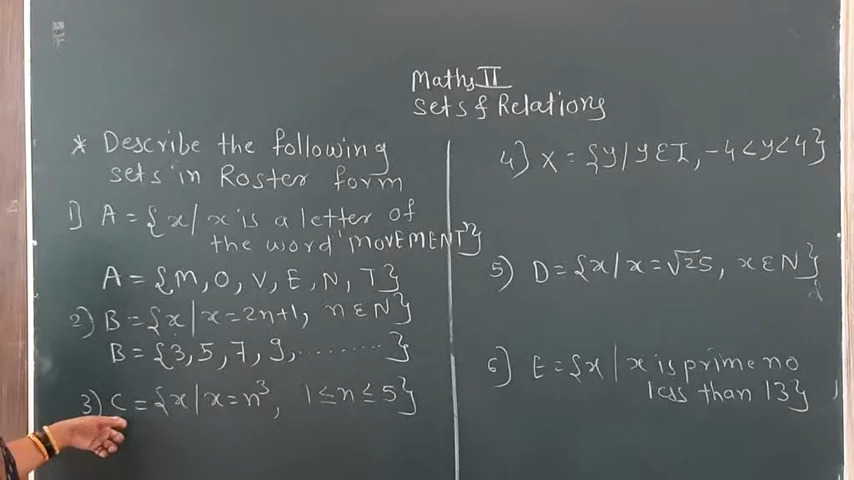 Maths II
Sets & Relations
* Describe the following
sets in Roster form
1) A = {x/x is a letter of
the word 'MOVEMENT'}
A = {M, O, V, E, N, T}
2) B = {x/x=2n+1, n ε N}
B = {3, 5, 7, 9, ........ }
3) C = {x/x=n³, 1≤n≤5}
4) X = {y/y ε I, -4<y<4}
5) D = {x/x=√25, x ε N}
6) E = {x/x is prime no
less than 13}